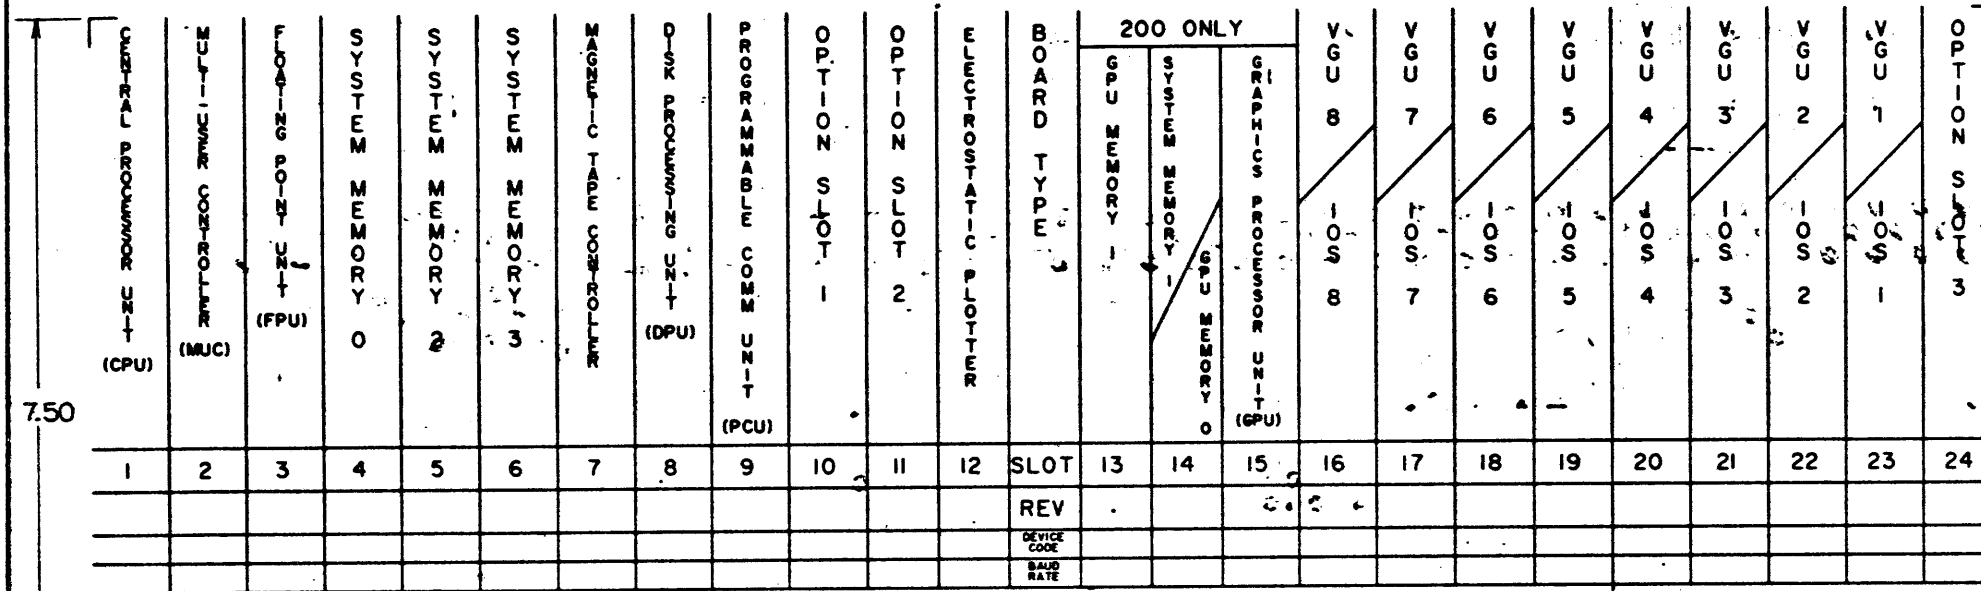 CENTRAL PROCESSOR UNIT (CPU)
MULTI-USER CONTROLLER (MUC)
FLOATING POINT UNIT (FPU)
SYSTEM MEMORY 0
SYSTEM MEMORY 2
SYSTEM MEMORY 3
MAGNETIC TAPE CONTROLLER
DISK PROCESSING UNIT (DPU)
PROGRAMMABLE COMM UNIT (PCU)
OPTION SLOT 1
OPTION SLOT 2
ELECTROSTATIC PLOTTER
BOARD TYPE
200 ONLY
GPU MEMORY 1
SYSTEM MEMORY 1
GPU MEMORY 0
GRAPHICS PROCESSOR UNIT (GPU)
VGU 8
IOS 8
VGU 7
IOS 7
VGU 6
IOS 6
VGU 5
IOS 5
VGU 4
IOS 4
VGU 3
IOS 3
VGU 2
IOS 2
VGU 1
IOS 1
OPTION SLOT 3
7.50
1 2 3 4 5 6 7 8 9 10 11 12 SLOT 13 14 15 16 17 18 19 20 21 22 23 24
REV
DEVICE
CODE
BAUD
RATE